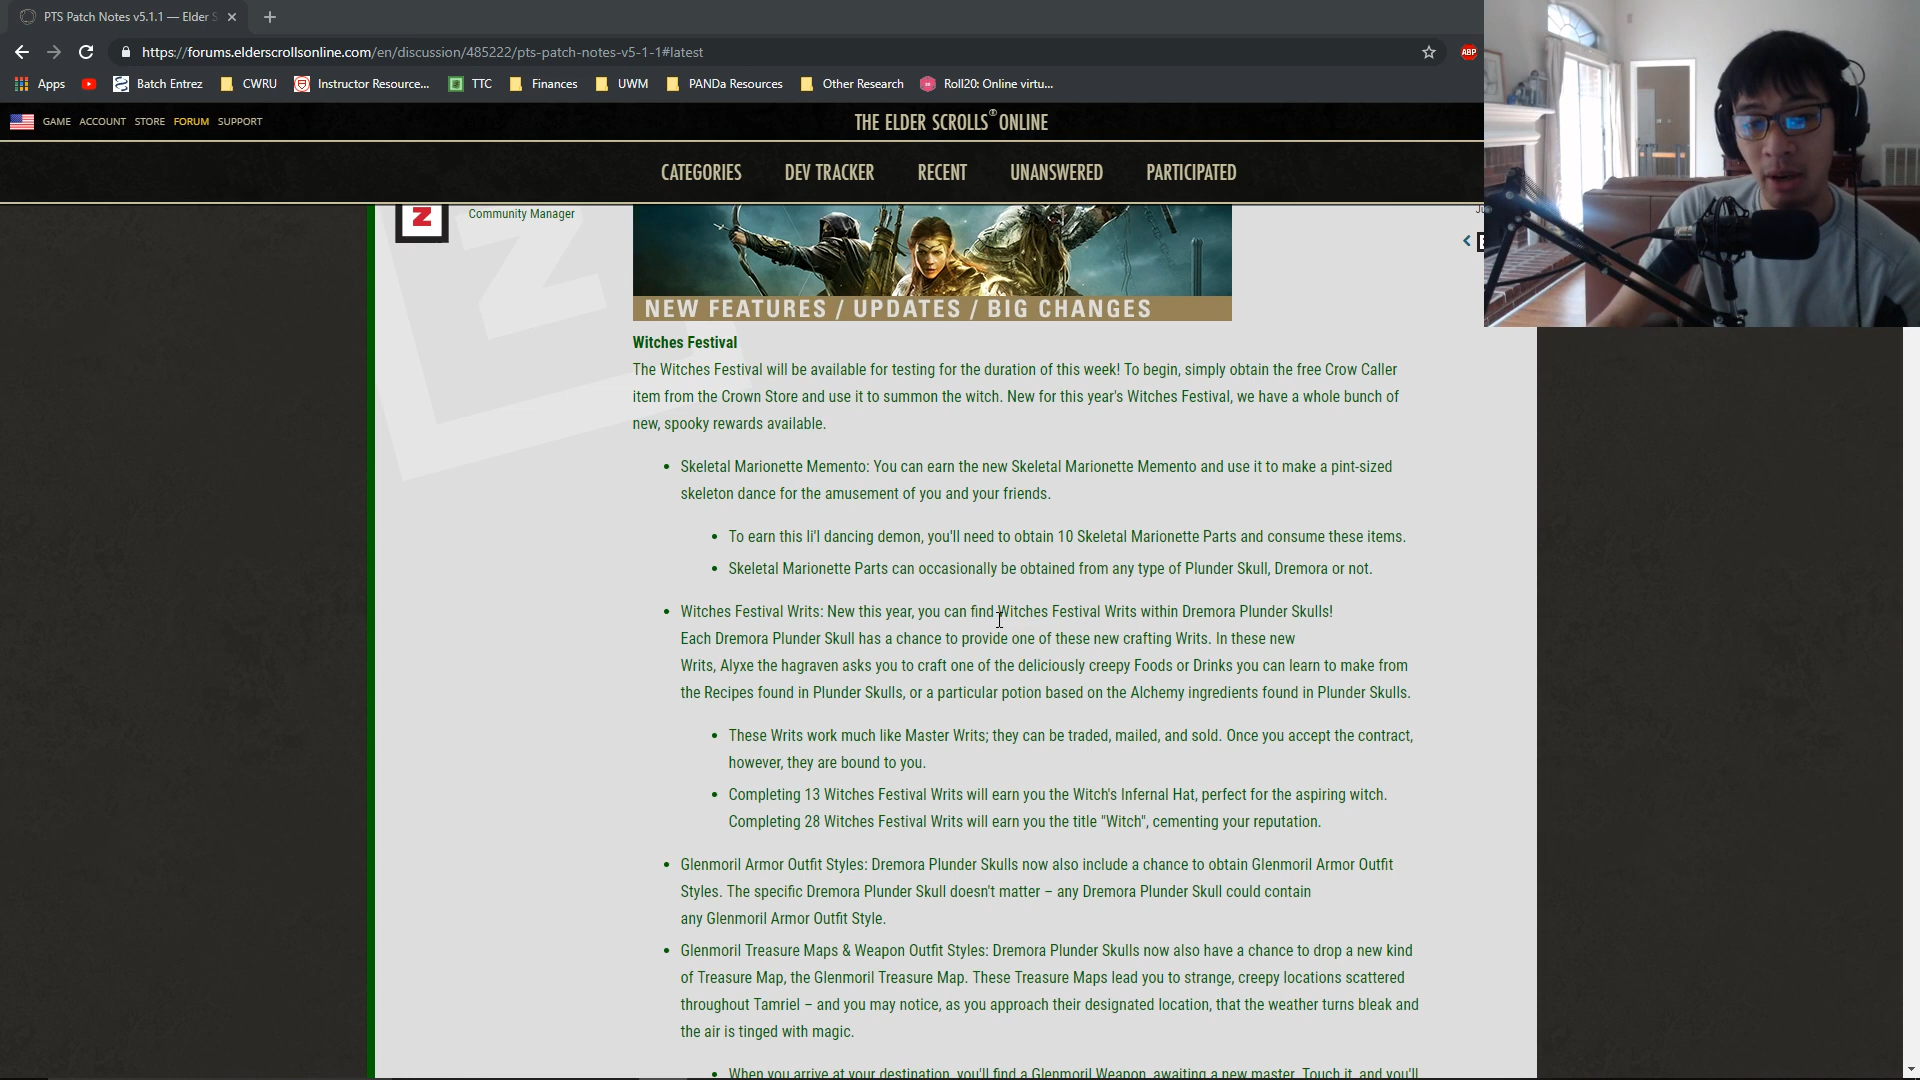 PTS Patch Notes v5.1.1 — Elder S
https://forums.elderscrollsonline.com/en/discussion/485222/pts-patch-notes-v5-1-1#latest
ABP
Apps Batch Entrez CWRU Instructor Resource... TTC Finances UWM PANDa Resources Other Research Roll20: Online virtu...
GAME ACCOUNT STORE FORUM SUPPORT
THE ELDER SCROLLS® ONLINE
CATEGORIES DEV TRACKER RECENT UNANSWERED PARTICIPATED
Z
Community Manager
NEW FEATURES / UPDATES / BIG CHANGES
Witches Festival
The Witches Festival will be available for testing for the duration of this week! To begin, simply obtain the free Crow Caller
item from the Crown Store and use it to summon the witch. New for this year's Witches Festival, we have a whole bunch of
new, spooky rewards available.
• Skeletal Marionette Memento: You can earn the new Skeletal Marionette Memento and use it to make a pint-sized
skeleton dance for the amusement of you and your friends.
• To earn this li'l dancing demon, you'll need to obtain 10 Skeletal Marionette Parts and consume these items.
• Skeletal Marionette Parts can occasionally be obtained from any type of Plunder Skull, Dremora or not.
• Witches Festival Writs: New this year, you can find Witches Festival Writs within Dremora Plunder Skulls!
Each Dremora Plunder Skull has a chance to provide one of these new crafting Writs. In these new
Writs, Alyxe the hagraven asks you to craft one of the deliciously creepy Foods or Drinks you can learn to make from
the Recipes found in Plunder Skulls, or a particular potion based on the Alchemy ingredients found in Plunder Skulls.
• These Writs work much like Master Writs; they can be traded, mailed, and sold. Once you accept the contract,
however, they are bound to you.
• Completing 13 Witches Festival Writs will earn you the Witch's Infernal Hat, perfect for the aspiring witch.
Completing 28 Witches Festival Writs will earn you the title "Witch", cementing your reputation.
• Glenmoril Armor Outfit Styles: Dremora Plunder Skulls now also include a chance to obtain Glenmoril Armor Outfit
Styles. The specific Dremora Plunder Skull doesn't matter – any Dremora Plunder Skull could contain
any Glenmoril Armor Outfit Style.
• Glenmoril Treasure Maps & Weapon Outfit Styles: Dremora Plunder Skulls now also have a chance to drop a new kind
of Treasure Map, the Glenmoril Treasure Map. These Treasure Maps lead you to strange, creepy locations scattered
throughout Tamriel – and you may notice, as you approach their designated location, that the weather turns bleak and
the air is tinged with magic.
• When you arrive at your destination, you'll find a Glenmoril Weapon, awaiting a new master. Touch it, and you'll